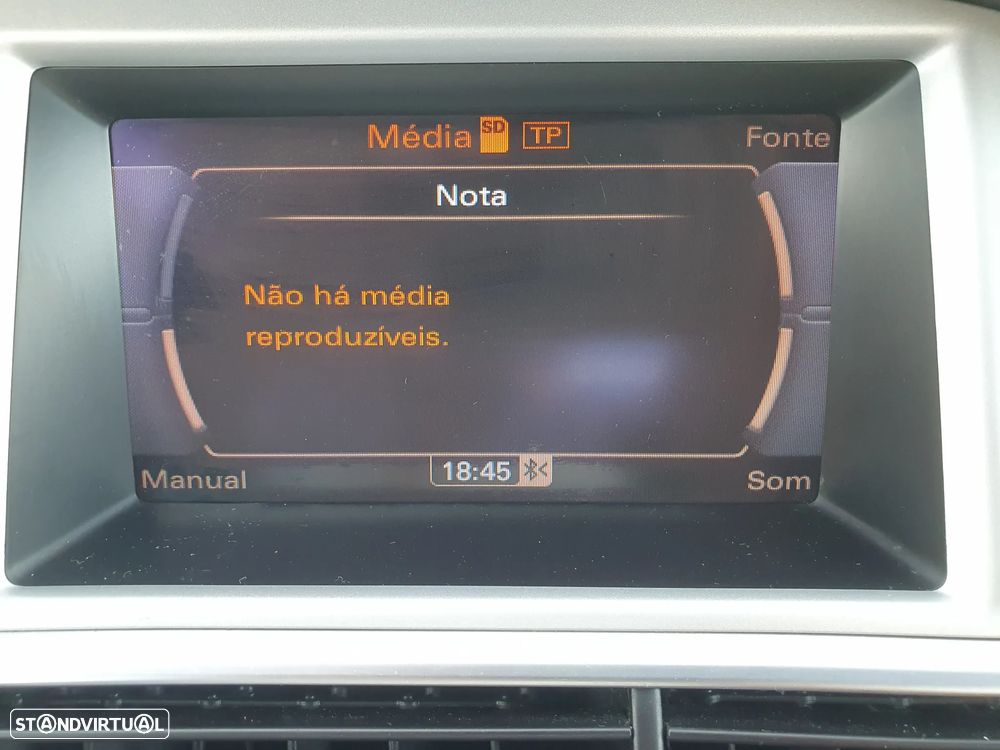 Média SD TP Fonte
Nota
Não há média
reproduzíveis.
Manual 18:45 Som
STANDVIRTUAL